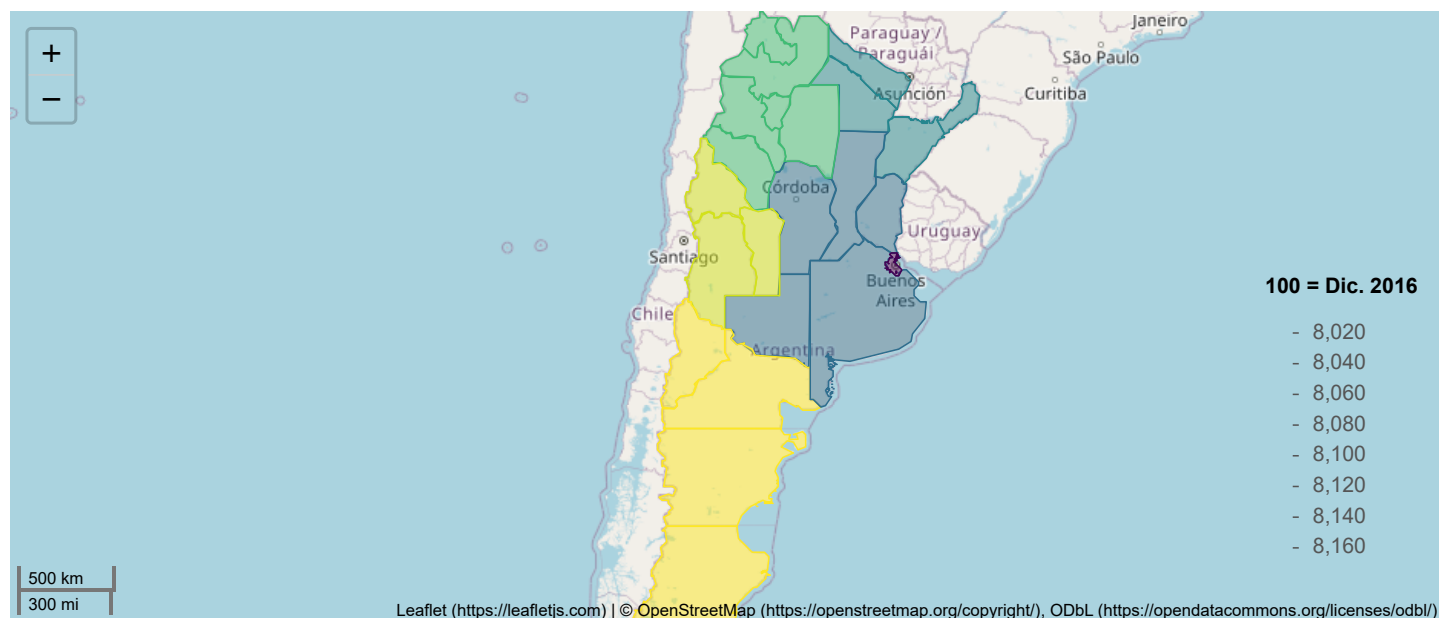 +
−
Janeiro
Paraguay /
Paraguái
São Paulo
Asunción
Curitiba
Córdoba
Uruguay
Santiago
Buenos
Aires
100 = Dic. 2016
Chile
- 8,020
Argentina
- 8,040
- 8,060
- 8,080
- 8,100
- 8,120
- 8,140
- 8,160
500 km
300 mi
Leaflet (https://leafletjs.com) | © OpenStreetMap (https://openstreetmap.org/copyright/), ODbL (https://opendatacommons.org/licenses/odbl/)